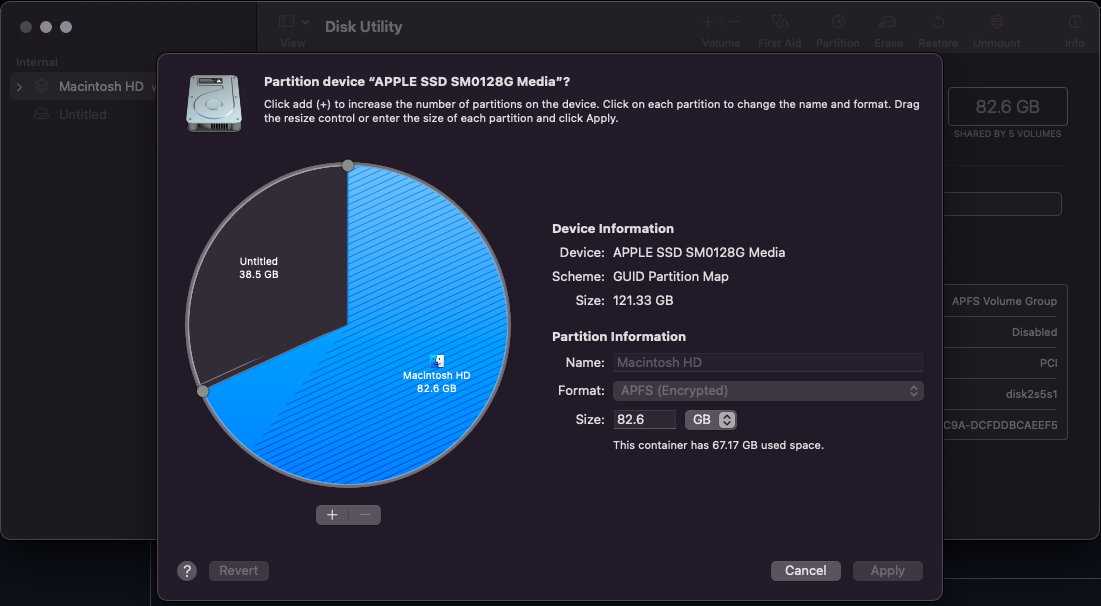 Disk Utility
View
Volume
First Aid
Partition
Erase
Restore
Unmount
Info
Internal
Macintosh HD
Untitled
82.6 GB
SHARED BY 5 VOLUMES
APFS Volume Group
Disabled
PCI
disk2s5s1
C9A-DCFDDBCAEEF5
Partition device “APPLE SSD SM0128G Media”?
Click add (+) to increase the number of partitions on the device. Click on each partition to change the name and format. Drag
the resize control or enter the size of each partition and click Apply.
Untitled
38.5 GB
Macintosh HD
82.6 GB
Device Information
Device: APPLE SSD SM0128G Media
Scheme: GUID Partition Map
Size: 121.33 GB
Partition Information
Name: Macintosh HD
Format: APFS (Encrypted)
Size: 82.6 GB
This container has 67.17 GB used space.
+ −
? Revert
Cancel
Apply